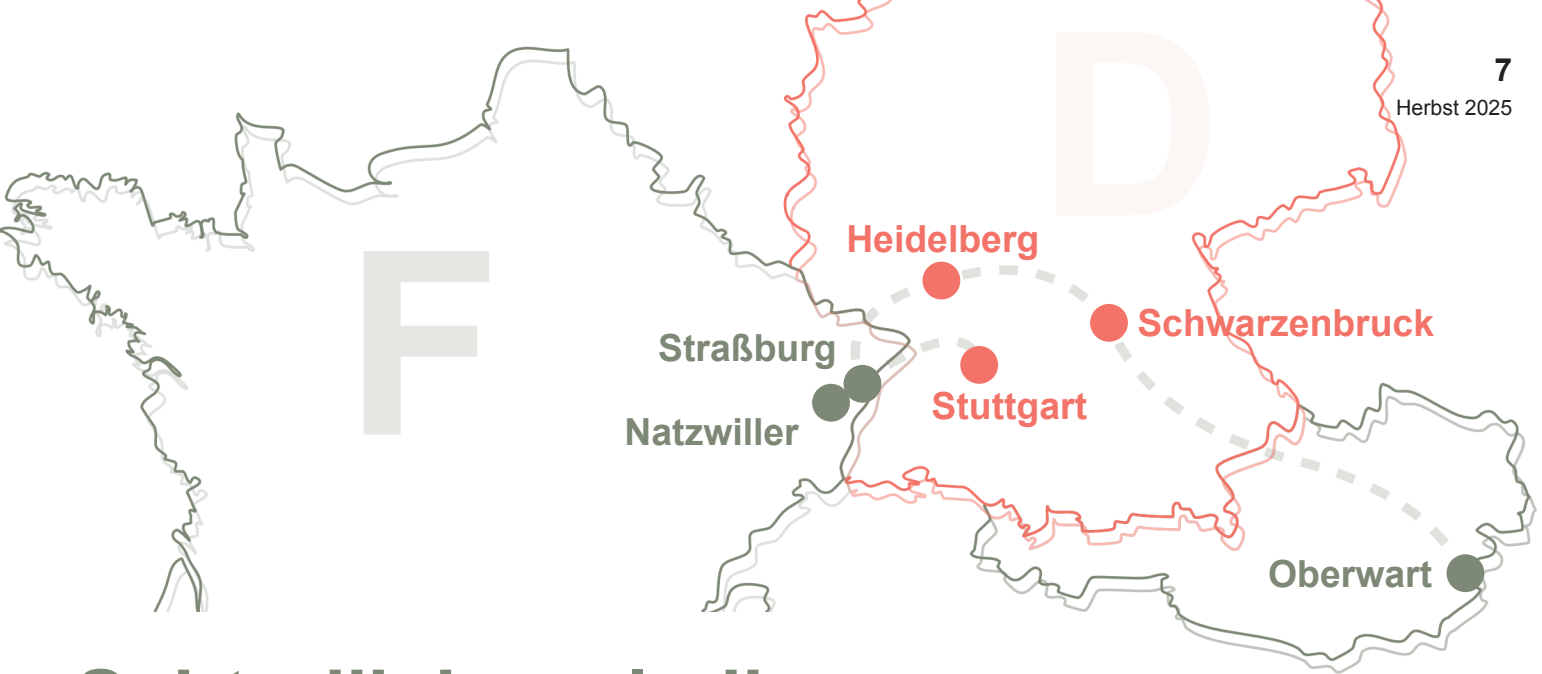 D
7
Herbst 2025
F
Heidelberg
Schwarzenbruck
Straßburg
Stuttgart
Natzwiller
Oberwart